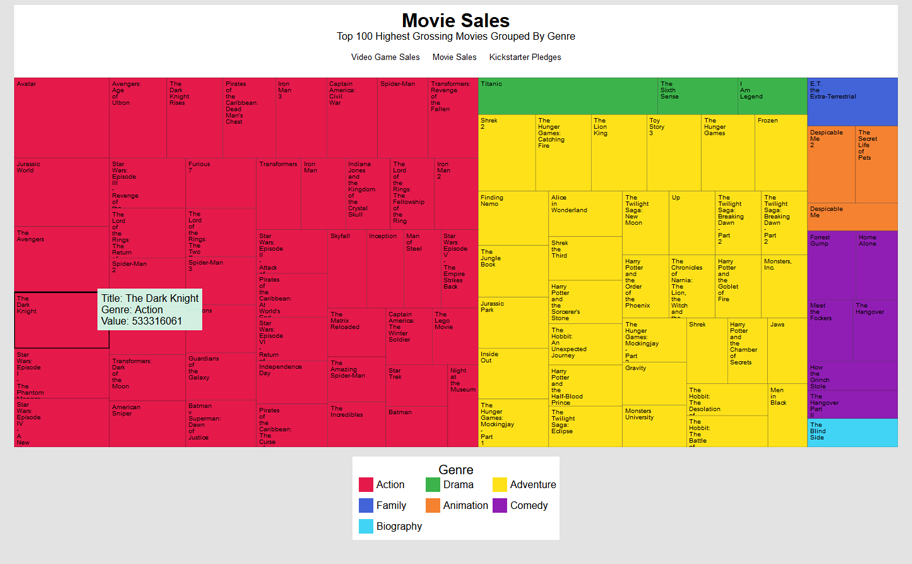 Movie Sales
Top 100 Highest Grossing Movies Grouped By Genre
Video Game Sales Movie Sales Kickstarter Pledges
Avatar
Avengers:
Age
of
Ultron
The
Dark
Knight
Rises
Pirates
of
the
Caribbean:
Dead
Man's
Chest
Iron
Man
3
Captain
America:
Civil
War
Spider-Man
Transformers:
Revenge
of
the
Fallen
Jurassic
World
The
Avengers
The
Dark
Knight
Star
Wars:
Episode
I
-
The
Phantom
Star
Wars:
Episode
IV
-
A
New
Star
Wars:
Episode
III
-
Revenge
of
The
Lord
of
the
Rings:
The
Return
of
Spider-Man
2
Transformers:
Dark
of
the
Moon
American
Sniper
Furious
7
The
Lord
of
the
Rings:
The
Two
Spider-Man
3
Guardians
of
the
Galaxy
Batman
v
Superman:
Dawn
of
Justice
Title: The Dark Knight
Genre: Action
Value: 533316061
Transformers
Iron
Man
Indiana
Jones
and
the
Kingdom
of
the
Crystal
Skull
The
Lord
of
the
Rings:
The
Fellowship
of
the
Ring
Iron
Man
2
Star
Wars:
Episode
II
-
Attack
of
Pirates
of
the
Caribbean:
At
World's
Star
Wars:
Episode
VI
-
Return
of
Independence
Day
Pirates
of
the
Caribbean:
The
Curse
Skyfall
Inception
Man
of
Steel
Star
Wars:
Episode
V
-
The
Empire
Strikes
Back
The
Matrix
Reloaded
Captain
America:
The
Winter
Soldier
The
Lego
Movie
The
Amazing
Spider-Man
Star
Trek
Night
at
the
Museum
The
Incredibles
Batman
Titanic
The
Sixth
Sense
I
Am
Legend
Shrek
2
The
Hunger
Games:
Catching
Fire
The
Lion
King
Toy
Story
3
The
Hunger
Games
Frozen
Finding
Nemo
The
Jungle
Book
Jurassic
Park
Inside
Out
The
Hunger
Games:
Mockingjay
-
Part
1
Alice
in
Wonderland
Shrek
the
Third
Harry
Potter
and
the
Sorcerer's
Stone
The
Hobbit:
An
Unexpected
Journey
Harry
Potter
and
the
Half-Blood
Prince
The
Twilight
Saga:
Eclipse
The
Twilight
Saga:
New
Moon
Up
The
Twilight
Saga:
Breaking
Dawn
-
Part
2
The
Twilight
Saga:
Breaking
Dawn
-
Part
2
Harry
Potter
and
the
Order
of
the
Phoenix
The
Chronicles
of
Narnia:
The
Lion,
the
Witch
and
Harry
Potter
and
the
Goblet
of
Fire
Monsters,
Inc.
The
Hunger
Games:
Mockingjay
-
Part
Gravity
Monsters
University
Shrek
Harry
Potter
and
the
Chamber
of
Secrets
Jaws
The
Hobbit:
The
Desolation
of
The
Hobbit:
The
Battle
of
Men
in
Black
E.T.
the
Extra-Terrestrial
Despicable
Me
2
The
Secret
Life
of
Pets
Despicable
Me
Forrest
Gump
Home
Alone
Meet
the
Fockers
The
Hangover
How
the
Grinch
Stole
The
Hangover
Part
The
Blind
Side
Genre
Action Drama Adventure
Family Animation Comedy
Biography